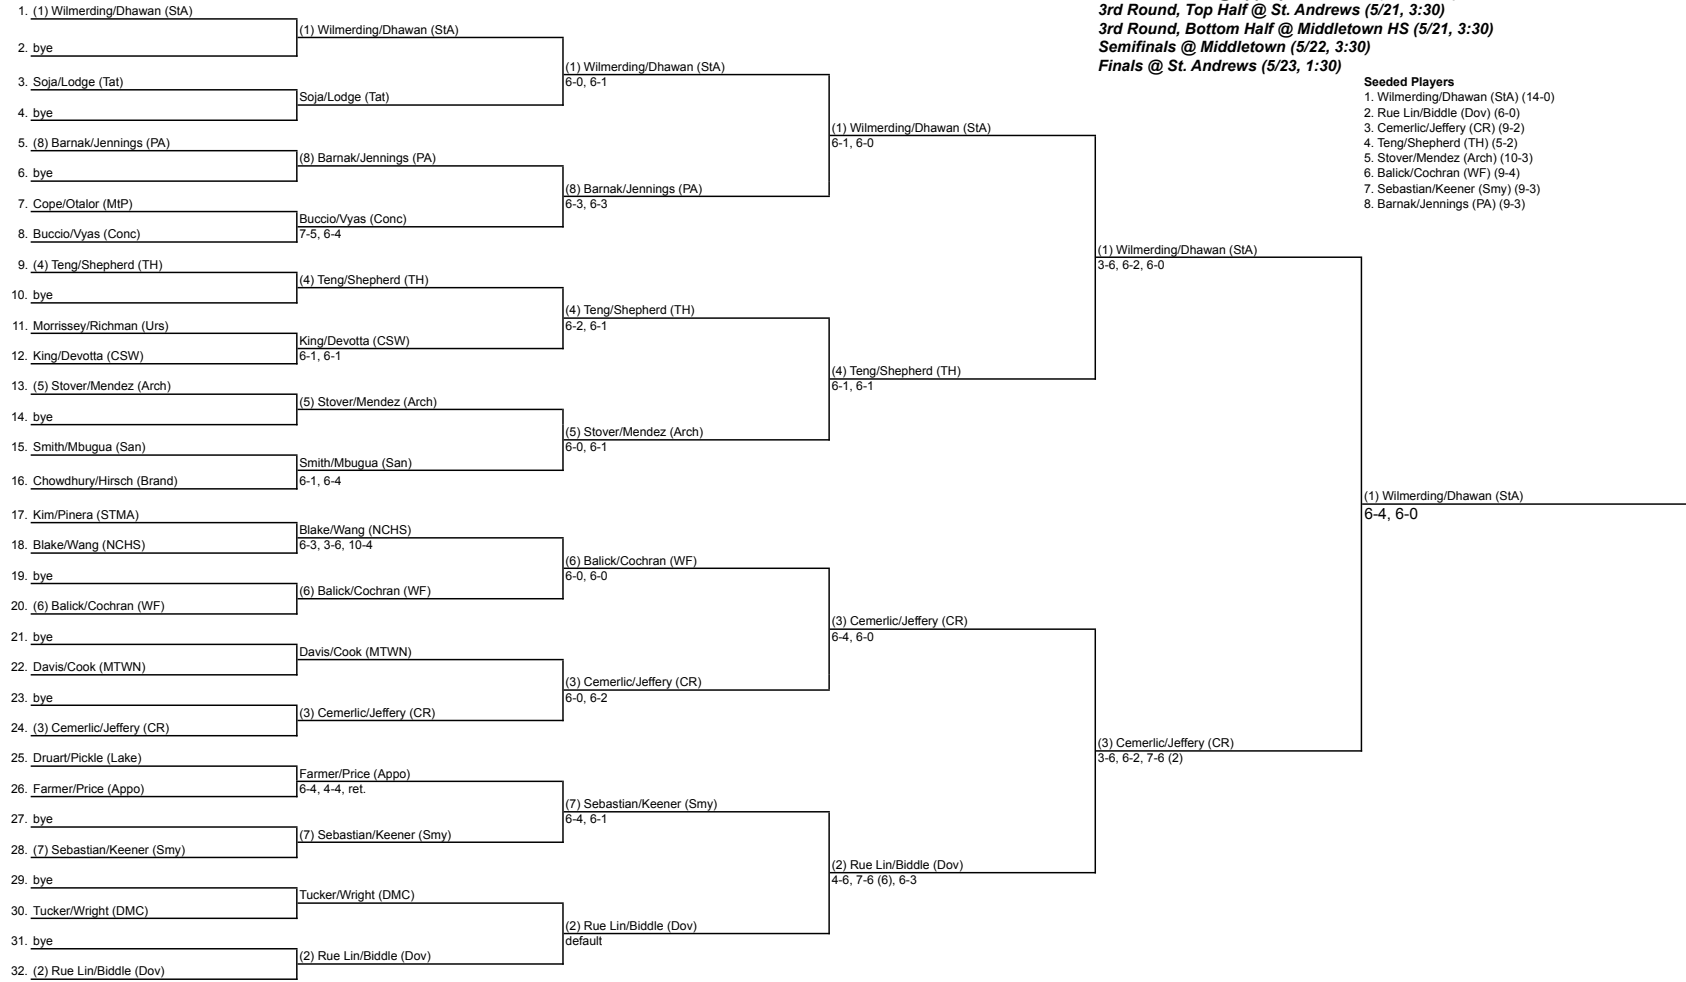 3rd Round, Top Half @ St. Andrews (5/21, 3:30)
3rd Round, Bottom Half @ Middletown HS (5/21, 3:30)
Semifinals @ Middletown (5/22, 3:30)
Finals @ St. Andrews (5/23, 1:30)
Seeded Players
1. Wilmerding/Dhawan (StA) (14-0)
2. Rue Lin/Biddle (Dov) (6-0)
3. Cemerlic/Jeffery (CR) (9-2)
4. Teng/Shepherd (TH) (5-2)
5. Stover/Mendez (Arch) (10-3)
6. Balick/Cochran (WF) (9-4)
7. Sebastian/Keener (Smy) (9-3)
8. Barnak/Jennings (PA) (9-3)
1. (1) Wilmerding/Dhawan (StA)
2. bye
3. Soja/Lodge (Tat)
4. bye
5. (8) Barnak/Jennings (PA)
6. bye
7. Cope/Otalor (MtP)
8. Buccio/Vyas (Conc)
9. (4) Teng/Shepherd (TH)
10. bye
11. Morrissey/Richman (Urs)
12. King/Devotta (CSW)
13. (5) Stover/Mendez (Arch)
14. bye
15. Smith/Mbugua (San)
16. Chowdhury/Hirsch (Brand)
17. Kim/Pinera (STMA)
18. Blake/Wang (NCHS)
19. bye
20. (6) Balick/Cochran (WF)
21. bye
22. Davis/Cook (MTWN)
23. bye
24. (3) Cemerlic/Jeffery (CR)
25. Druart/Pickle (Lake)
26. Farmer/Price (Appo)
27. bye
28. (7) Sebastian/Keener (Smy)
29. bye
30. Tucker/Wright (DMC)
31. bye
32. (2) Rue Lin/Biddle (Dov)
(1) Wilmerding/Dhawan (StA)
Soja/Lodge (Tat)
(8) Barnak/Jennings (PA)
Buccio/Vyas (Conc)
7-5, 6-4
(4) Teng/Shepherd (TH)
King/Devotta (CSW)
6-1, 6-1
(5) Stover/Mendez (Arch)
Smith/Mbugua (San)
6-1, 6-4
Blake/Wang (NCHS)
6-3, 3-6, 10-4
(6) Balick/Cochran (WF)
Davis/Cook (MTWN)
(3) Cemerlic/Jeffery (CR)
Farmer/Price (Appo)
6-4, 4-4, ret.
(7) Sebastian/Keener (Smy)
Tucker/Wright (DMC)
(2) Rue Lin/Biddle (Dov)
(1) Wilmerding/Dhawan (StA)
6-0, 6-1
(8) Barnak/Jennings (PA)
6-3, 6-3
(4) Teng/Shepherd (TH)
6-2, 6-1
(5) Stover/Mendez (Arch)
6-0, 6-1
(6) Balick/Cochran (WF)
6-0, 6-0
(3) Cemerlic/Jeffery (CR)
6-0, 6-2
(7) Sebastian/Keener (Smy)
6-4, 6-1
(2) Rue Lin/Biddle (Dov)
default
(1) Wilmerding/Dhawan (StA)
6-1, 6-0
(4) Teng/Shepherd (TH)
6-1, 6-1
(3) Cemerlic/Jeffery (CR)
6-4, 6-0
(2) Rue Lin/Biddle (Dov)
4-6, 7-6 (6), 6-3
(1) Wilmerding/Dhawan (StA)
3-6, 6-2, 6-0
(3) Cemerlic/Jeffery (CR)
3-6, 6-2, 7-6 (2)
(1) Wilmerding/Dhawan (StA)
6-4, 6-0